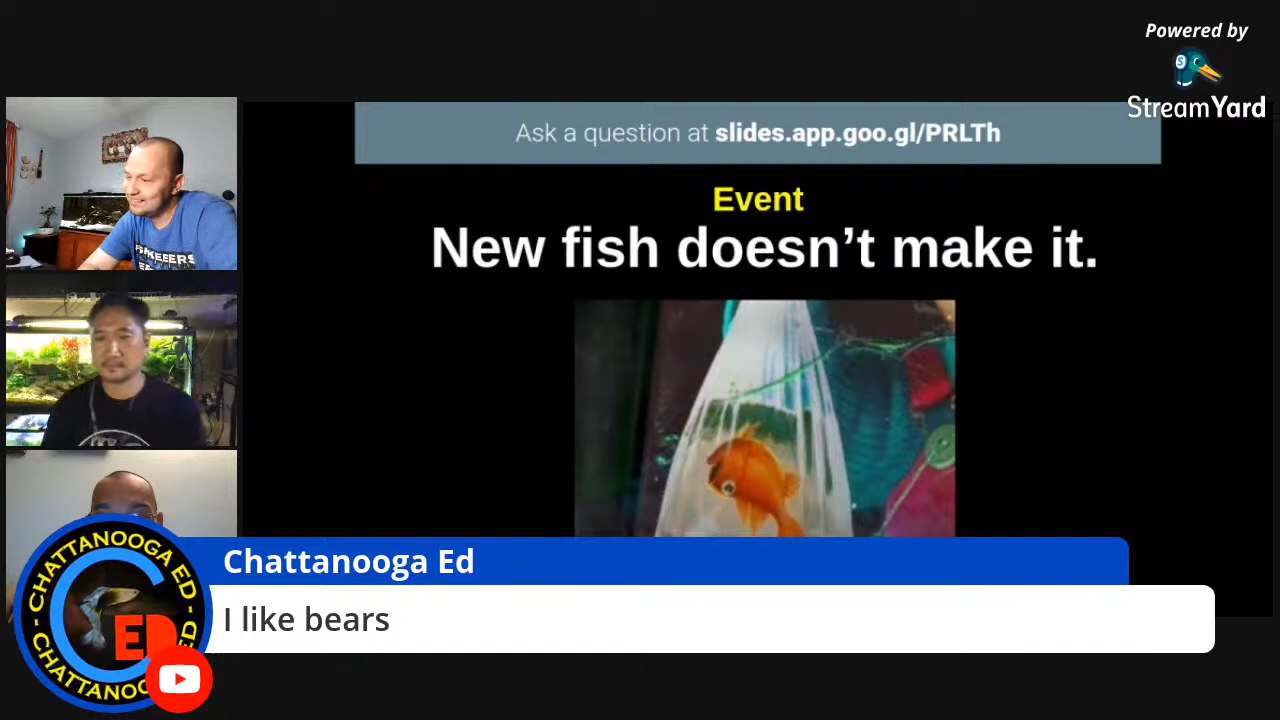 Powered by
StreamYard
Ask a question at slides.app.goo.gl/PRLTh
Event
New fish doesn’t make it.
Chattanooga Ed
I like bears
CHATTANOOGA ED
ED